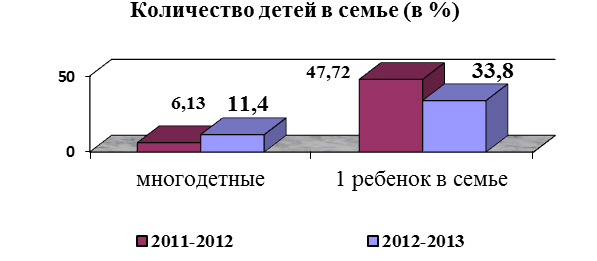 Количество детей в семье (в %)
50
0
6,13
11,4
47,72
33,8
многодетные
1 ребенок в семье
2011-2012
2012-2013